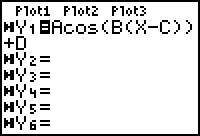 Plot1 Plot2 Plot3
Y1=Acos(B(X-C))
+D
Y2=
Y3=
Y4=
Y5=
Y6=